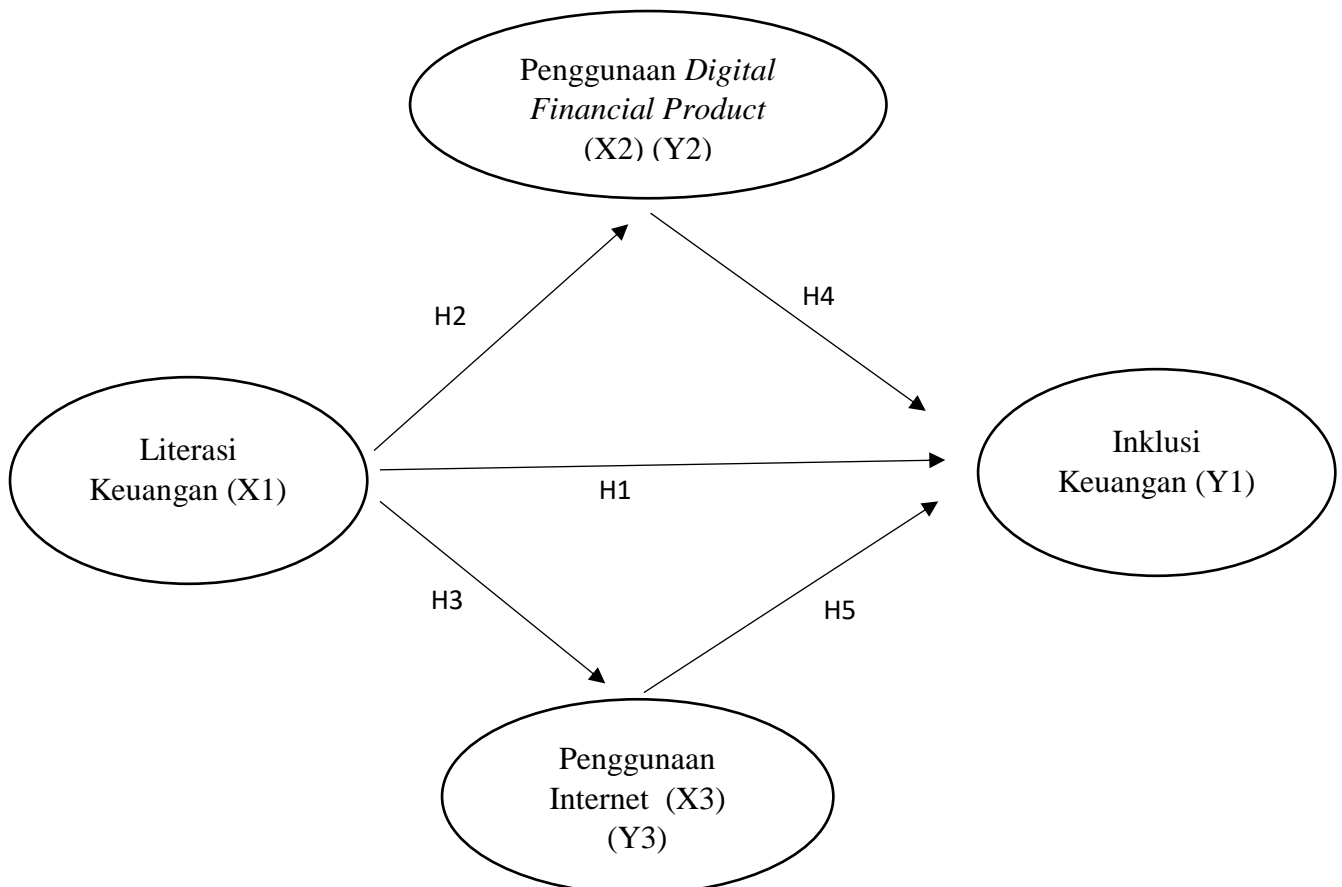 Penggunaan Digital
Financial Product
(X2) (Y2)
H2
H4
Literasi
Keuangan (X1)
H1
Inklusi
Keuangan (Y1)
H3
H5
Penggunaan
Internet (X3)
(Y3)